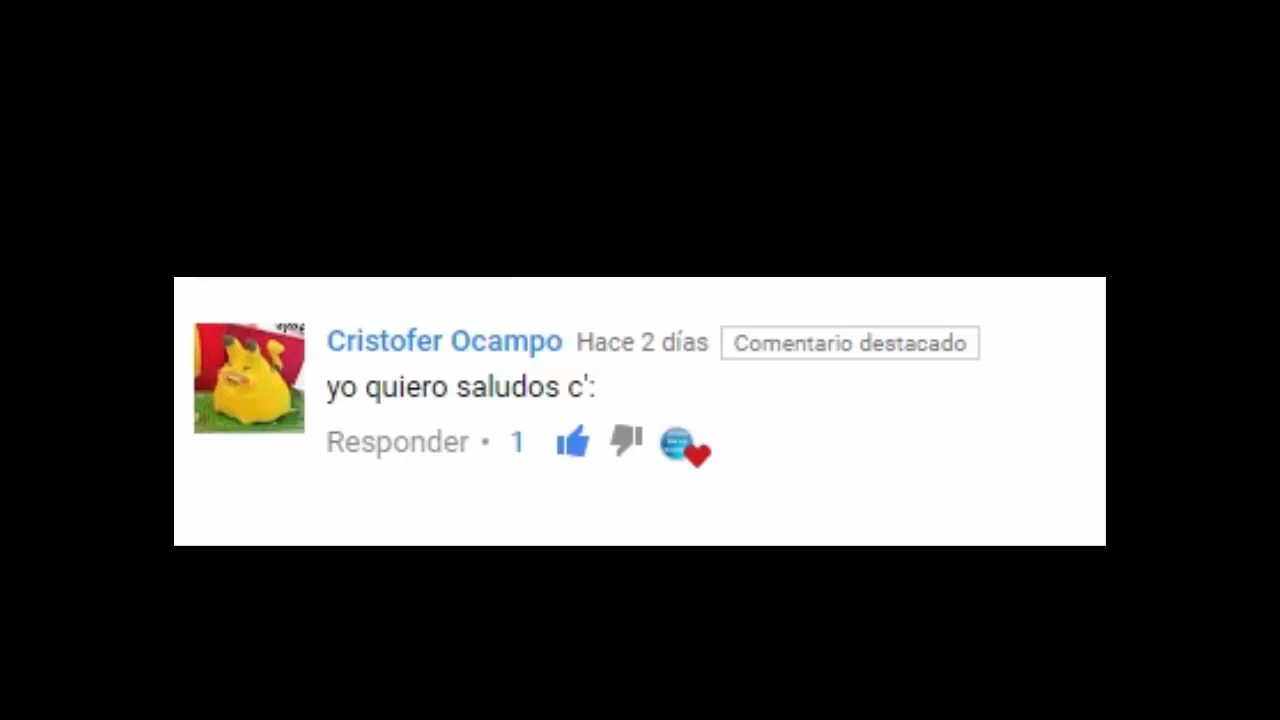 Cristofer Ocampo Hace 2 días Comentario destacado
yo quiero saludos c':
Responder • 1